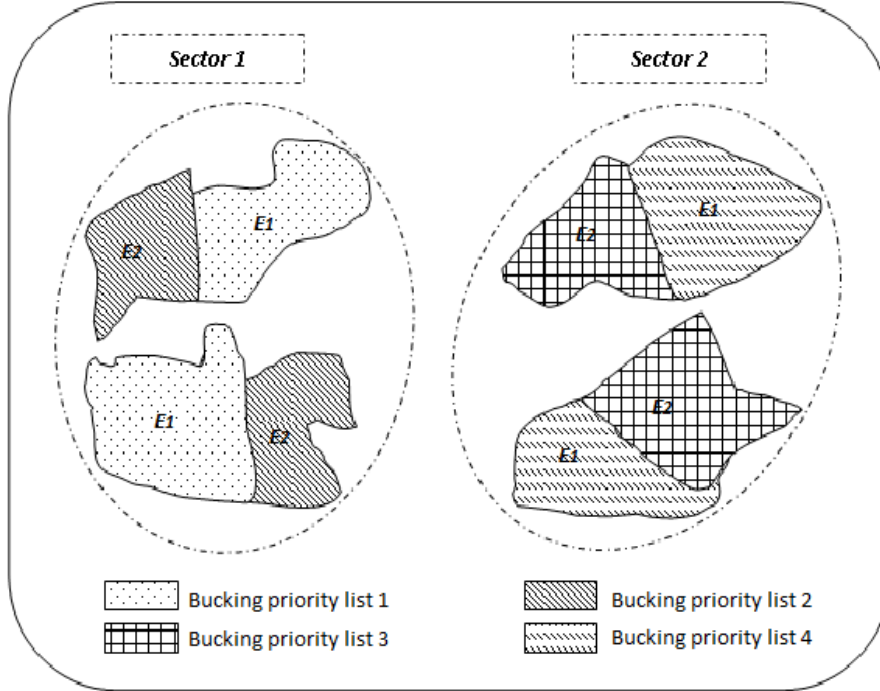 Sector 1
Sector 2
E1
E2
E1
E2
E1
E2
E2
E1
Bucking priority list 1
Bucking priority list 2
Bucking priority list 3
Bucking priority list 4